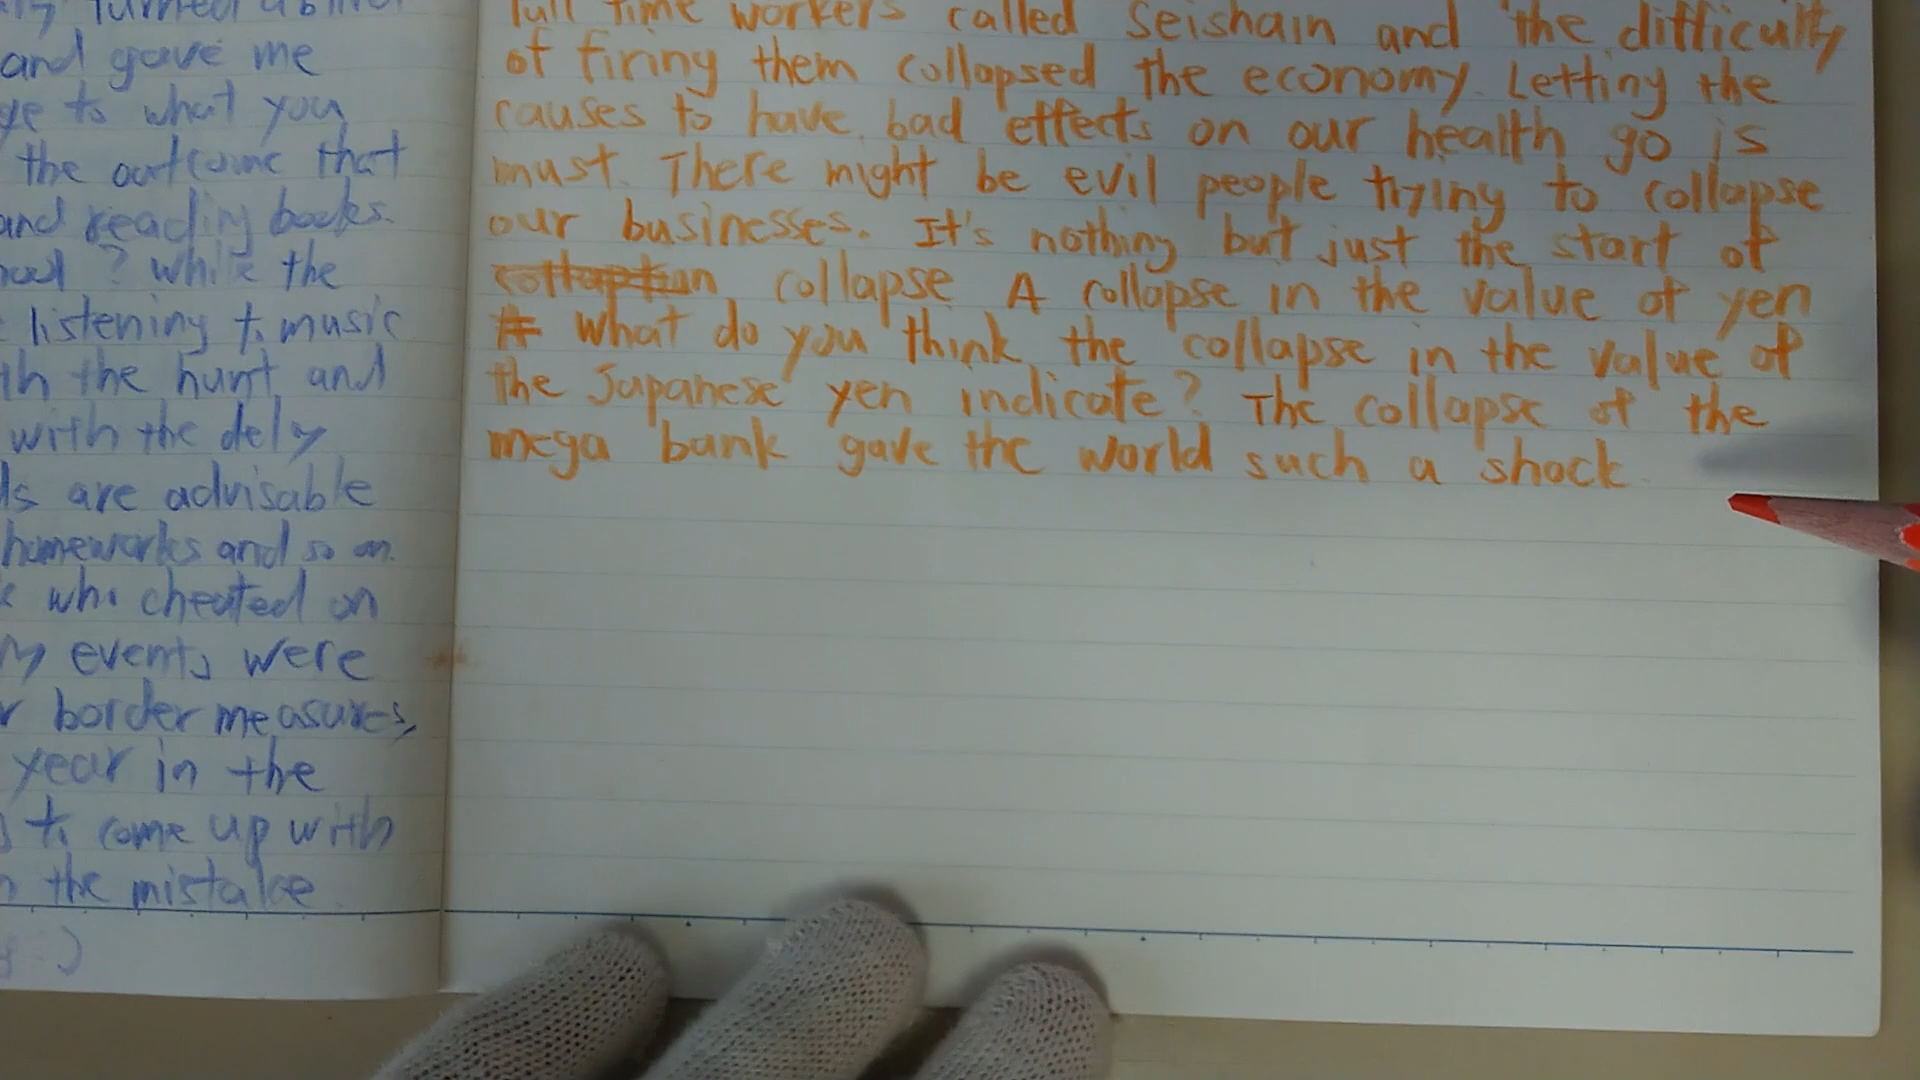 turned
and gave me
to what you
the outcome that
and reading books.
? while the
listening to music
the hunt and
with the dely
are advisable
homeworks and so on.
who cheated on
events were
border measures,
year in the
to come up with
the mistake
full time workers called Seishain and the difficulty
of firing them collapsed the economy. Letting the
causes to have bad effects on our health go is
must. There might be evil people trying to collapse
our businesses. It's nothing but just the start of
collapse A collapse in the value of yen
What do you think the collapse in the value of
the Japanese yen indicate? The collapse of the
mega bank gave the world such a shock.